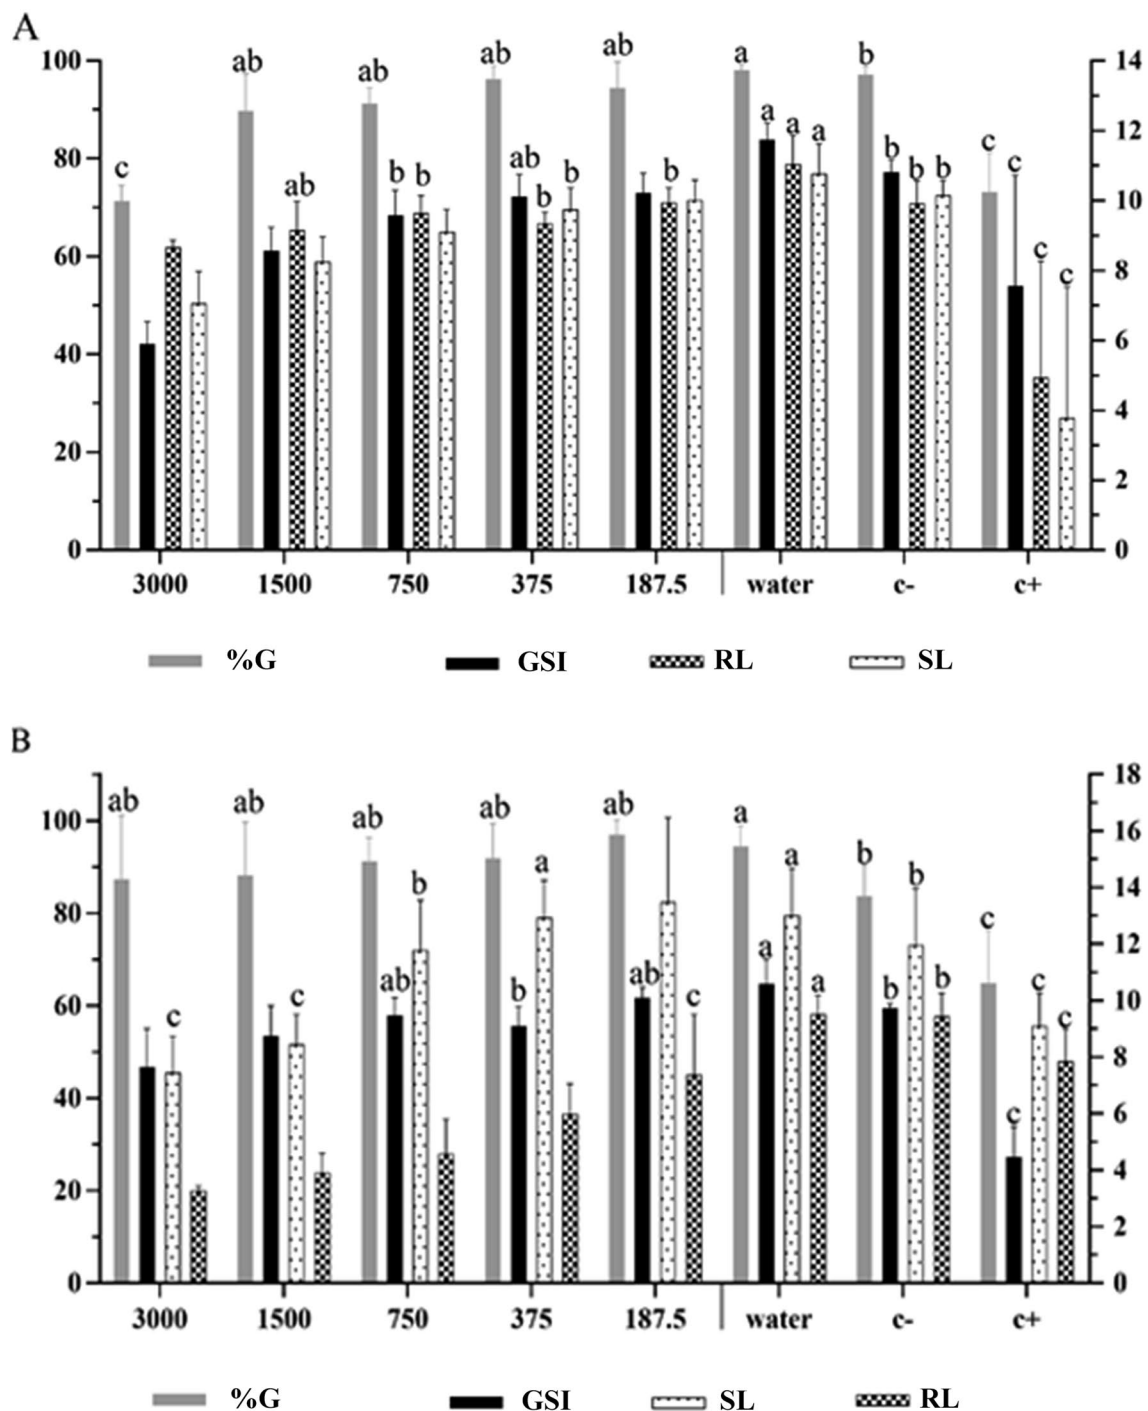 A
100 ab ab ab ab a b 14
c ab b b ab b b b a a a b b b c c 12
80
10
60 c c 8
40 6
20 4
2
0 0
3000 1500 750 375 187.5 water c- c+
%G GSI RL SL
B
18
100 ab ab ab ab ab a b 16
b a a b c 14
80
12
60 c c ab b ab c a a b b c c 10
8
40 c 6
20 4
2
0 0
3000 1500 750 375 187.5 water c- c+
%G GSI SL RL